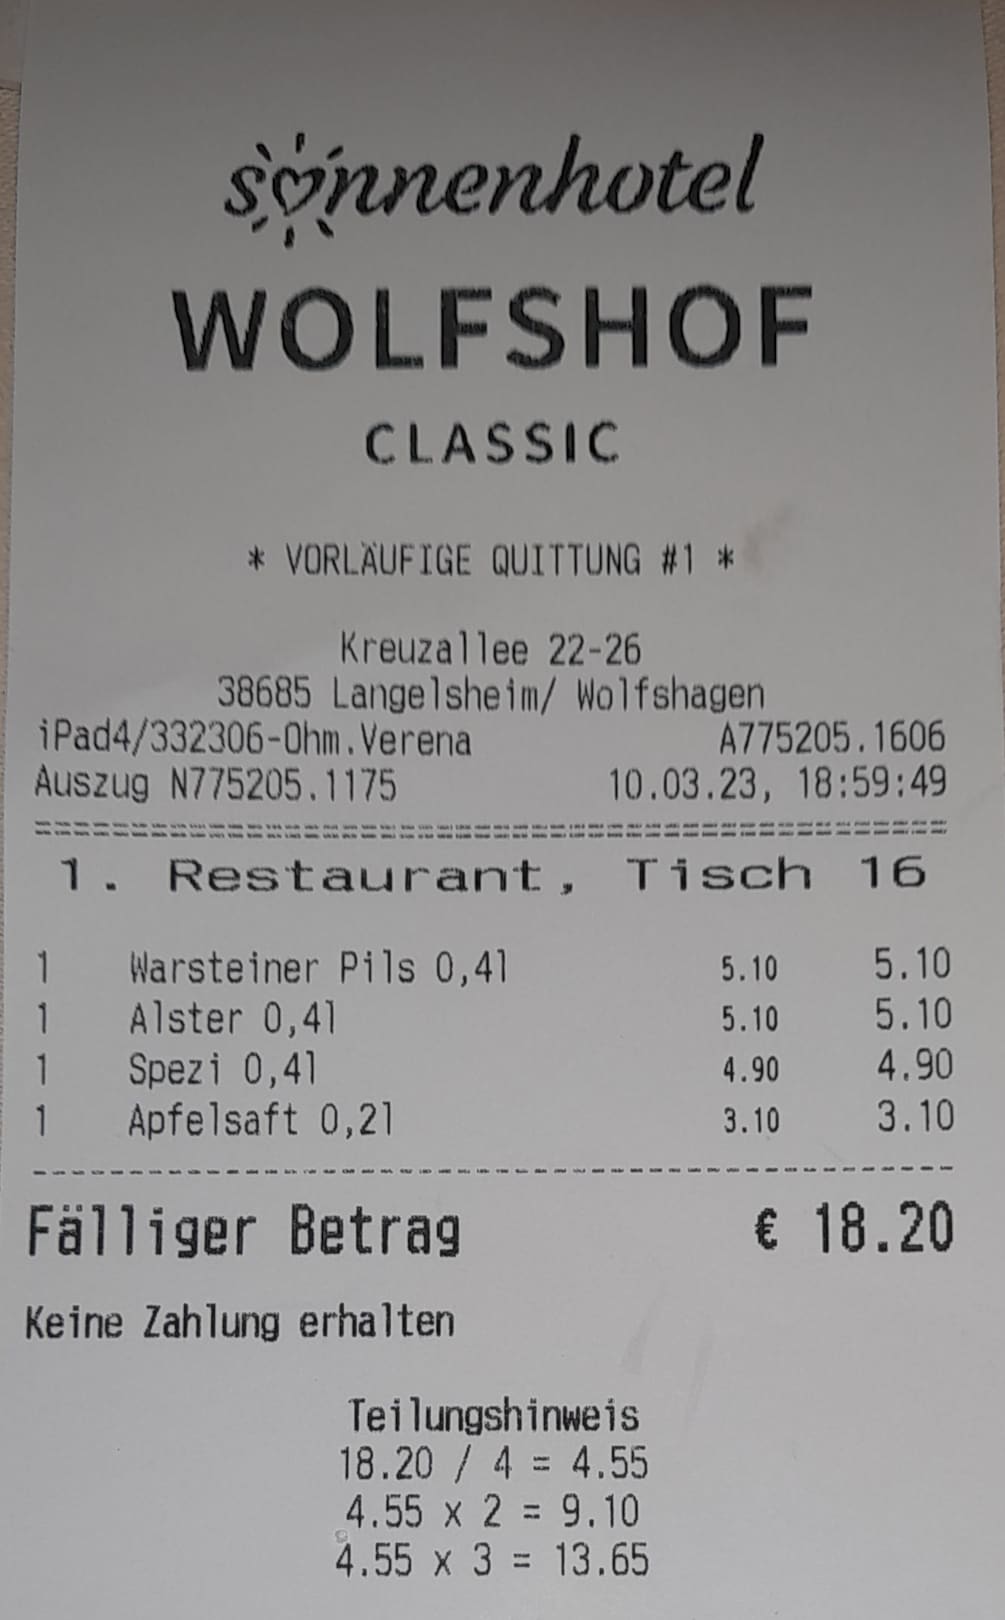 sonnenhotel
WOLFSHOF
CLASSIC
* VORLÄUFIGE QUITTUNG #1 *
Kreuzallee 22-26
38685 Langelsheim/ Wolfshagen
iPad4/332306-Ohm.Verena A775205.1606
Auszug N775205.1175 10.03.23, 18:59:49
1. Restaurant, Tisch 16
1 Warsteiner Pils 0,4l 5.10 5.10
1 Alster 0,4l 5.10 5.10
1 Spezi 0,4l 4.90 4.90
1 Apfelsaft 0,2l 3.10 3.10
Fälliger Betrag € 18.20
Keine Zahlung erhalten
Teilungshinweis
18.20 / 4 = 4.55
4.55 x 2 = 9.10
4.55 x 3 = 13.65